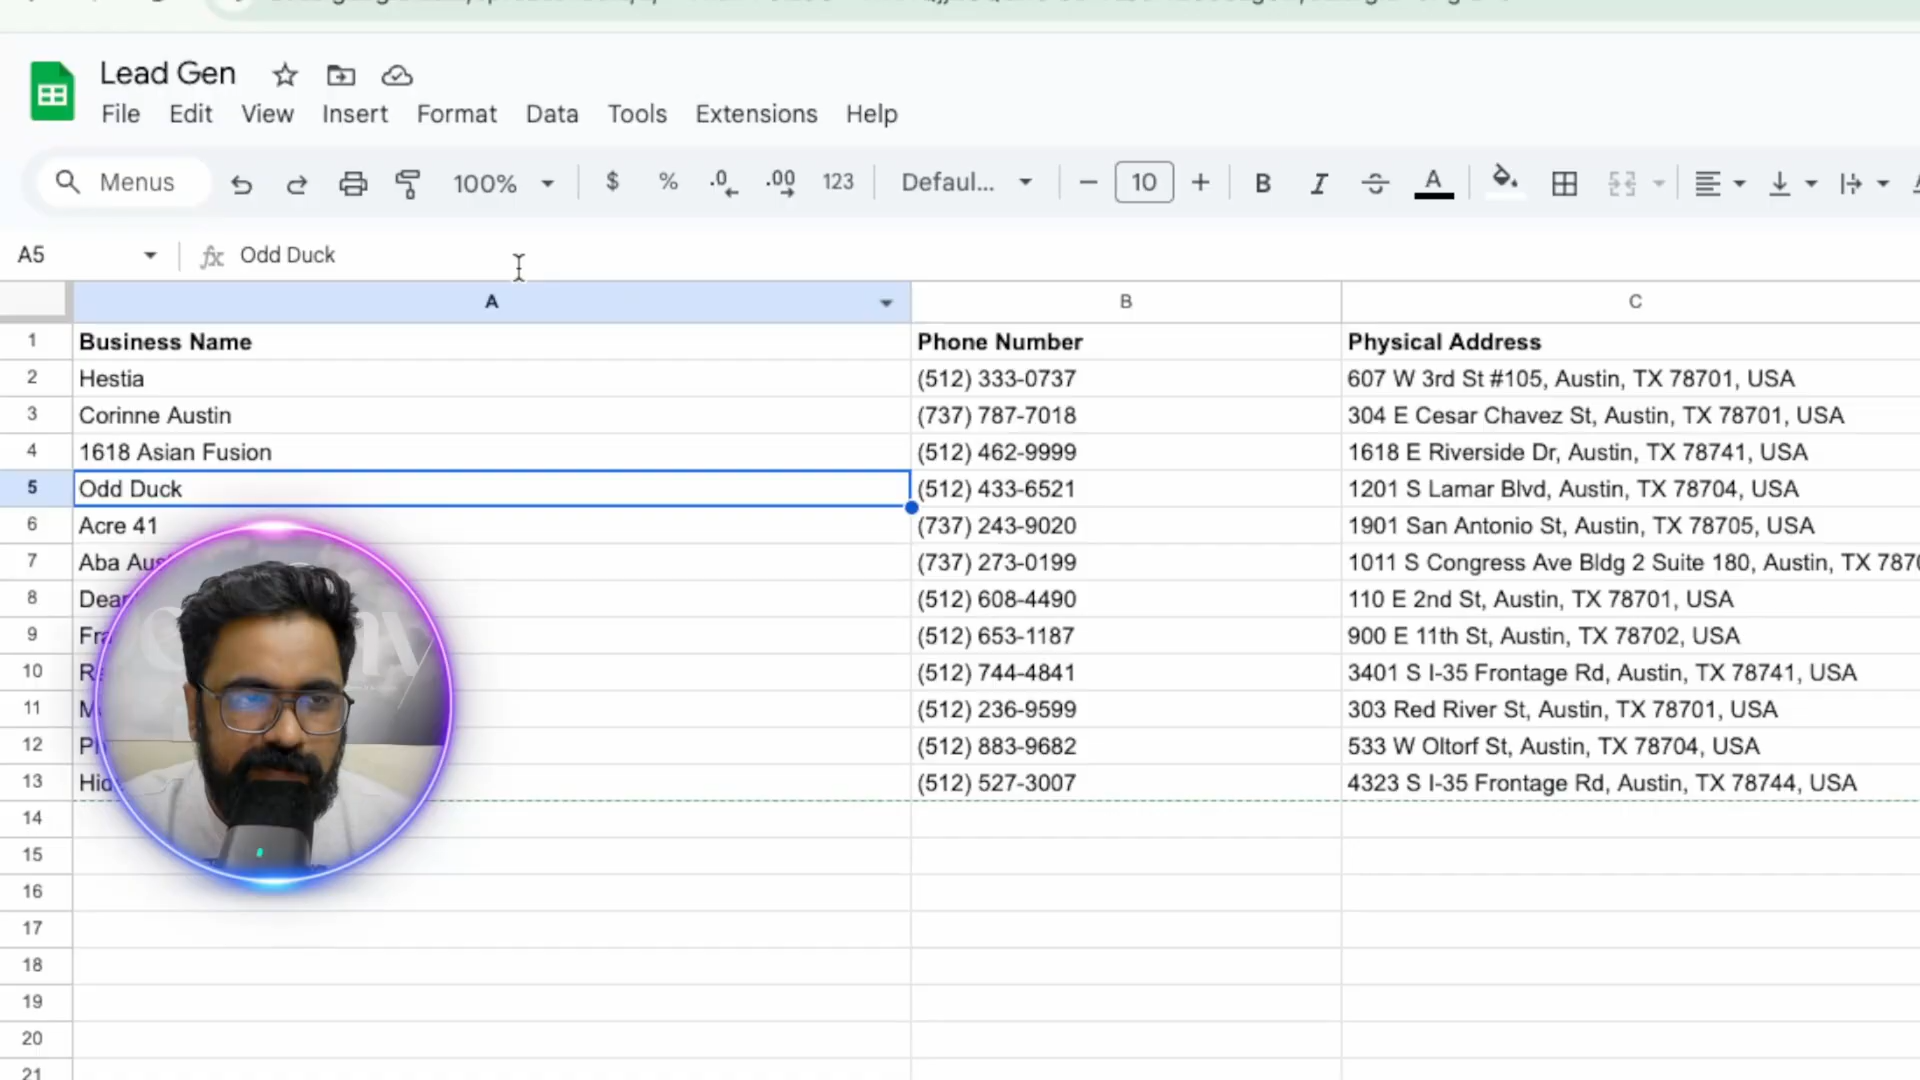 Lead Gen
File Edit View Insert Format Data Tools Extensions Help
Menus 100% $ % .0 .00 123 Defaul... 10 B I A
A5 fx Odd Duck
A B C
1 Business Name Phone Number Physical Address
2 Hestia (512) 333-0737 607 W 3rd St #105, Austin, TX 78701, USA
3 Corinne Austin (737) 787-7018 304 E Cesar Chavez St, Austin, TX 78701, USA
4 1618 Asian Fusion (512) 462-9999 1618 E Riverside Dr, Austin, TX 78741, USA
5 Odd Duck (512) 433-6521 1201 S Lamar Blvd, Austin, TX 78704, USA
6 Acre 41 (737) 243-9020 1901 San Antonio St, Austin, TX 78705, USA
7 Aba (737) 273-0199 1011 S Congress Ave Bldg 2 Suite 180, Austin, TX
8 (512) 608-4490 110 E 2nd St, Austin, TX 78701, USA
9 (512) 653-1187 900 E 11th St, Austin, TX 78702, USA
10 (512) 744-4841 3401 S I-35 Frontage Rd, Austin, TX 78741, USA
11 (512) 236-9599 303 Red River St, Austin, TX 78701, USA
12 (512) 883-9682 533 W Oltorf St, Austin, TX 78704, USA
13 (512) 527-3007 4323 S I-35 Frontage Rd, Austin, TX 78744, USA
14
15
16
17
18
19
20
21